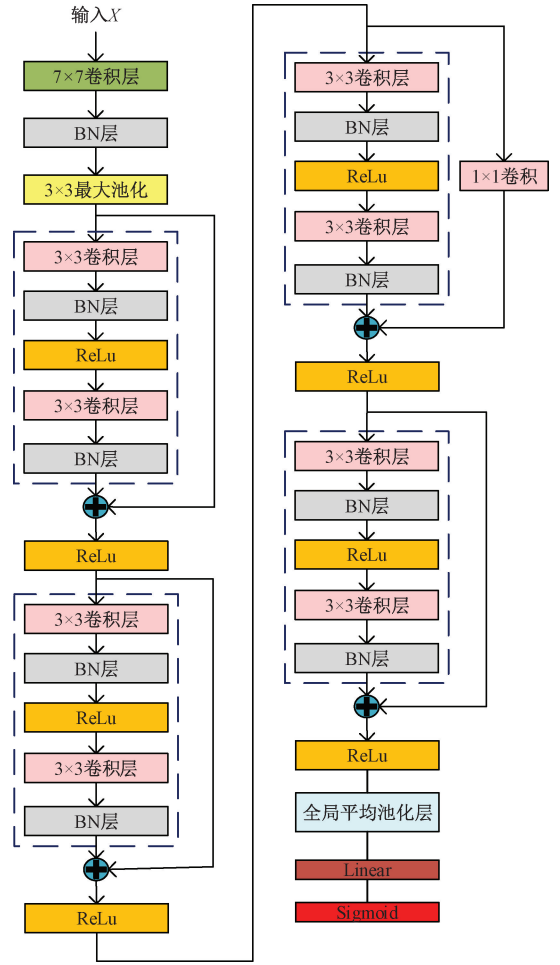 输入X
7×7卷积层
BN层
3×3最大池化
3×3卷积层
BN层
ReLu
3×3卷积层
BN层
ReLu
3×3卷积层
BN层
ReLu
3×3卷积层
BN层
ReLu
3×3卷积层
BN层
ReLu
1×1卷积
3×3卷积层
BN层
ReLu
3×3卷积层
BN层
ReLu
3×3卷积层
BN层
ReLu
全局平均池化层
Linear
Sigmoid